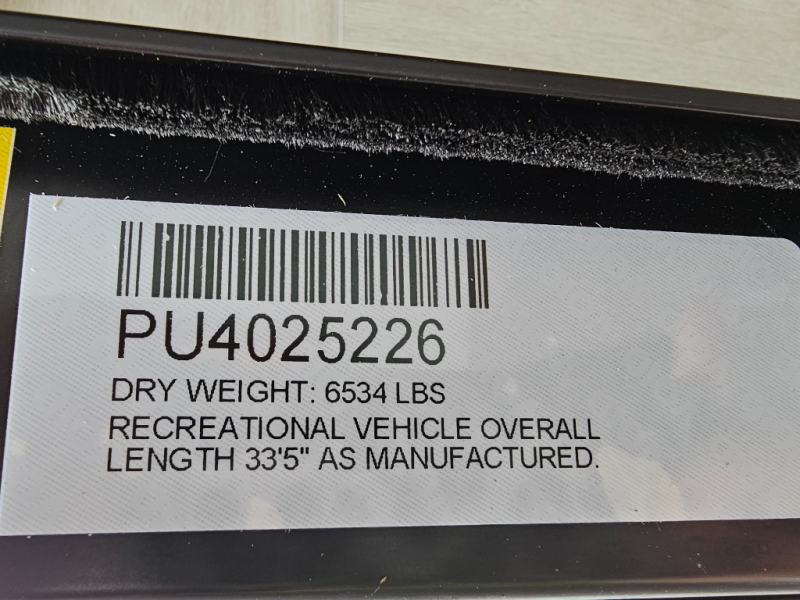 PU4025226
DRY WEIGHT: 6534 LBS
RECREATIONAL VEHICLE OVERALL
LENGTH 33'5" AS MANUFACTURED.